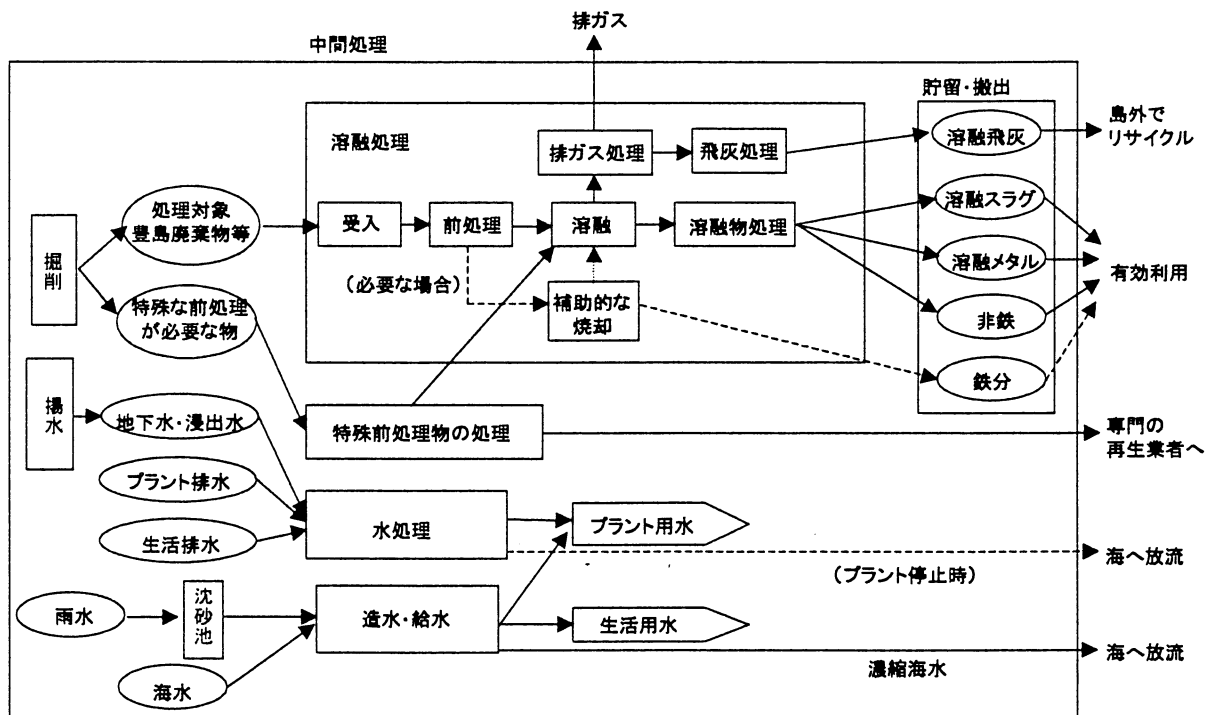 排ガス
中間処理
貯留・搬出
島外で
リサイクル
溶融処理
排ガス処理
飛灰処理
溶融飛灰
処理対象
豊島廃棄物等
受入
前処理
溶融
溶融物処理
溶融スラグ
掘削
(必要な場合)
補助的な
焼却
溶融メタル
有効利用
特殊な前処理
が必要な物
非鉄
鉄分
揚水
地下水・浸出水
特殊前処理物の処理
専門の
再生業者へ
プラント排水
水処理
プラント用水
生活排水
海へ放流
(プラント停止時)
雨水
沈砂池
造水・給水
生活用水
海へ放流
濃縮海水
海水